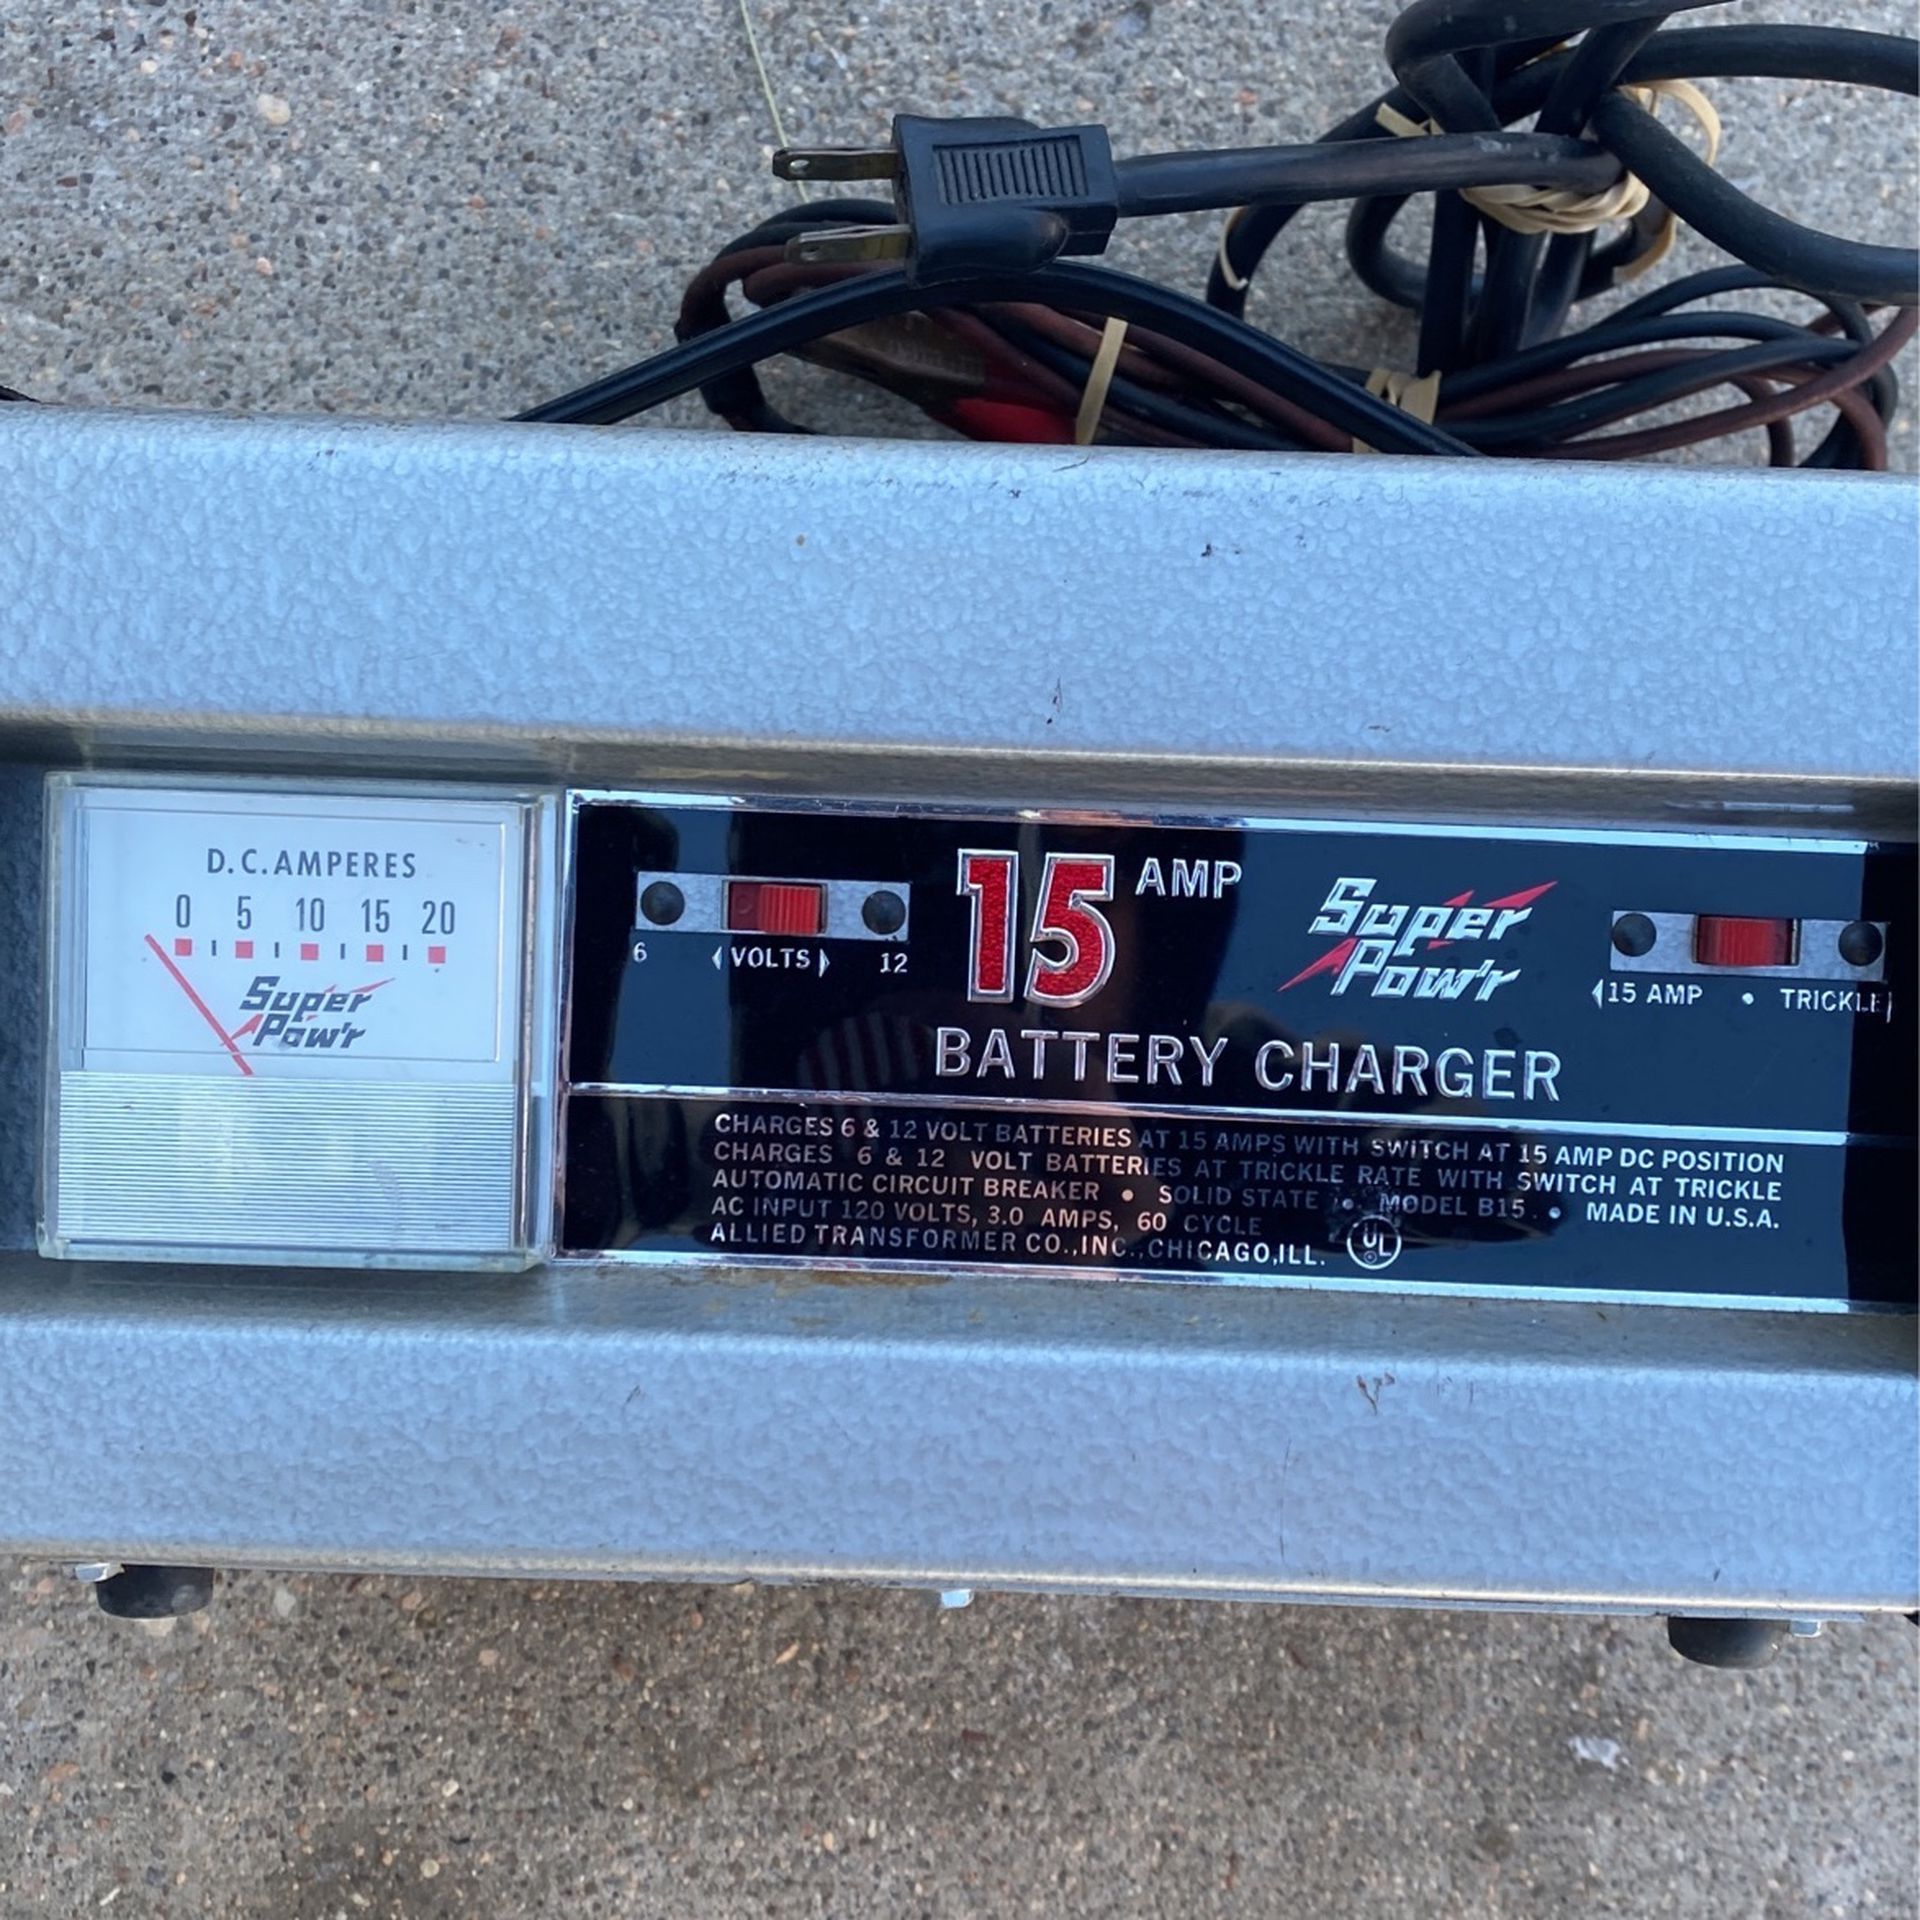 D.C. AMPERES
0 5 10 15 20
Super
Pow'r
6 VOLTS 12
15 AMP
Super
Pow'r
15 AMP • TRICKLE
BATTERY CHARGER
CHARGES 6 & 12 VOLT BATTERIES AT 15 AMPS WITH SWITCH AT 15 AMP DC POSITION
CHARGES 6 & 12 VOLT BATTERIES AT TRICKLE RATE WITH SWITCH AT TRICKLE
AUTOMATIC CIRCUIT BREAKER • SOLID STATE • MODEL B15 • MADE IN U.S.A.
AC INPUT 120 VOLTS, 3.0 AMPS, 60 CYCLE
ALLIED TRANSFORMER CO., INC., CHICAGO, ILL. UL